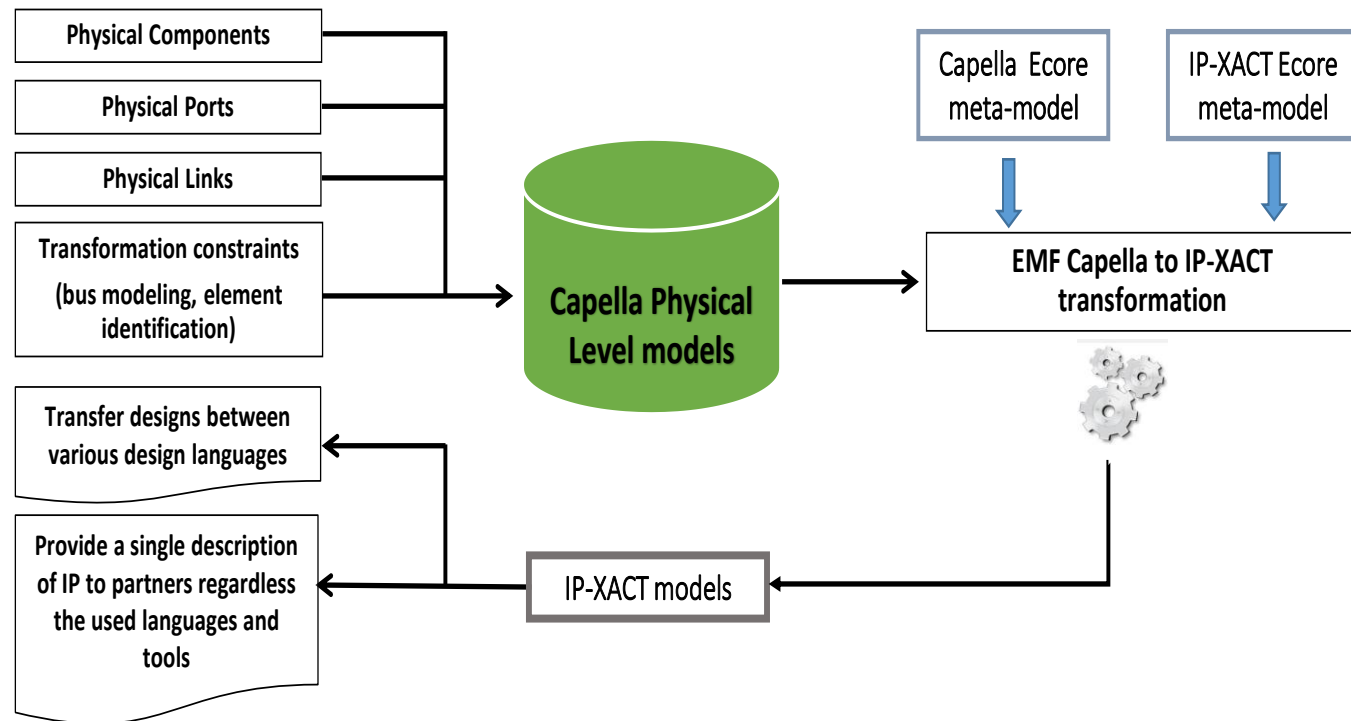 Physical Components
Physical Ports
Physical Links
Transformation constraints
(bus modeling, element
identification)
Capella Physical
Level models
Capella Ecore
meta-model
IP-XACT Ecore
meta-model
EMF Capella to IP-XACT
transformation
Transfer designs between
various design languages
Provide a single description
of IP to partners regardless
the used languages and
tools
IP-XACT models